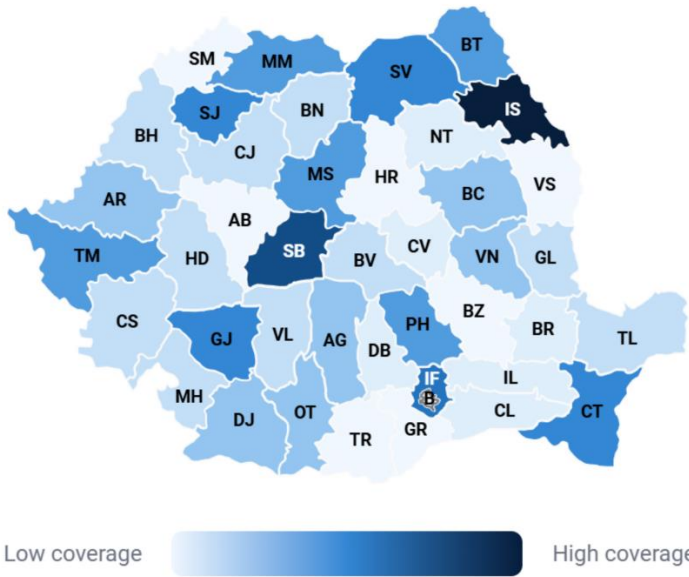 BT
SM
MM
SV
SJ
BN
IS
BH
CJ
NT
MS
HR
BC
VS
AR
AB
SB
CV
TM
HD
BV
VN
GL
CS
GJ
VL
AG
DB
PH
BZ
BR
TL
IF
IL
MH
B
DJ
OT
CL
CT
TR
GR
Low coverage
High coverage